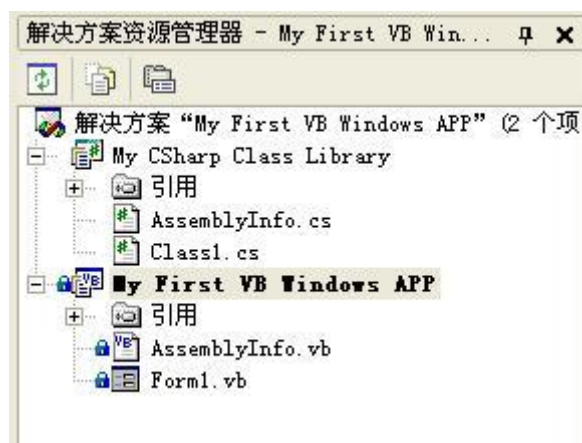 解决方案资源管理器 - My First VB Win...
解决方案 “My First VB Windows APP” (2 个项
My CSharp Class Library
引用
AssemblyInfo.cs
Class1.cs
My First VB Windows APP
引用
AssemblyInfo.vb
Form1.vb